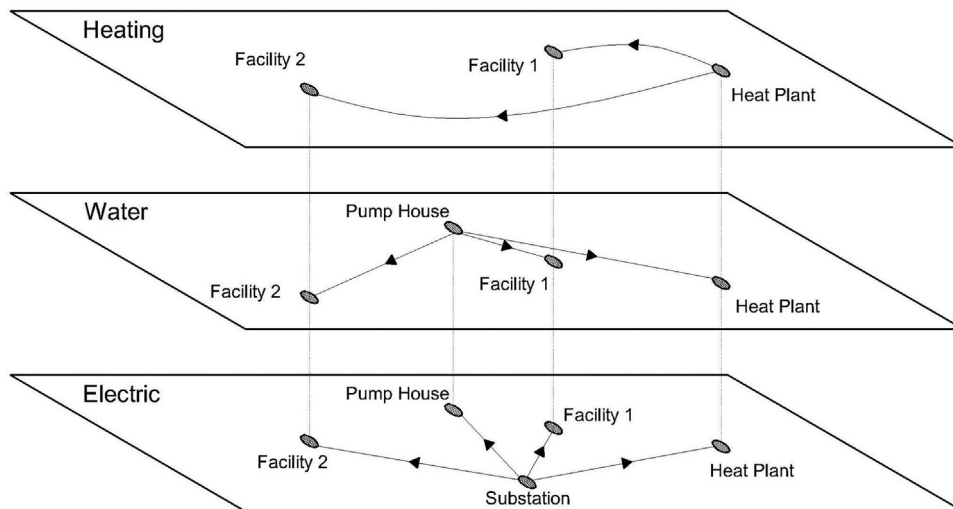 Heating
Facility 2
Facility 1
Heat Plant
Water
Pump House
Facility 2
Facility 1
Heat Plant
Electric
Pump House
Facility 1
Facility 2
Heat Plant
Substation